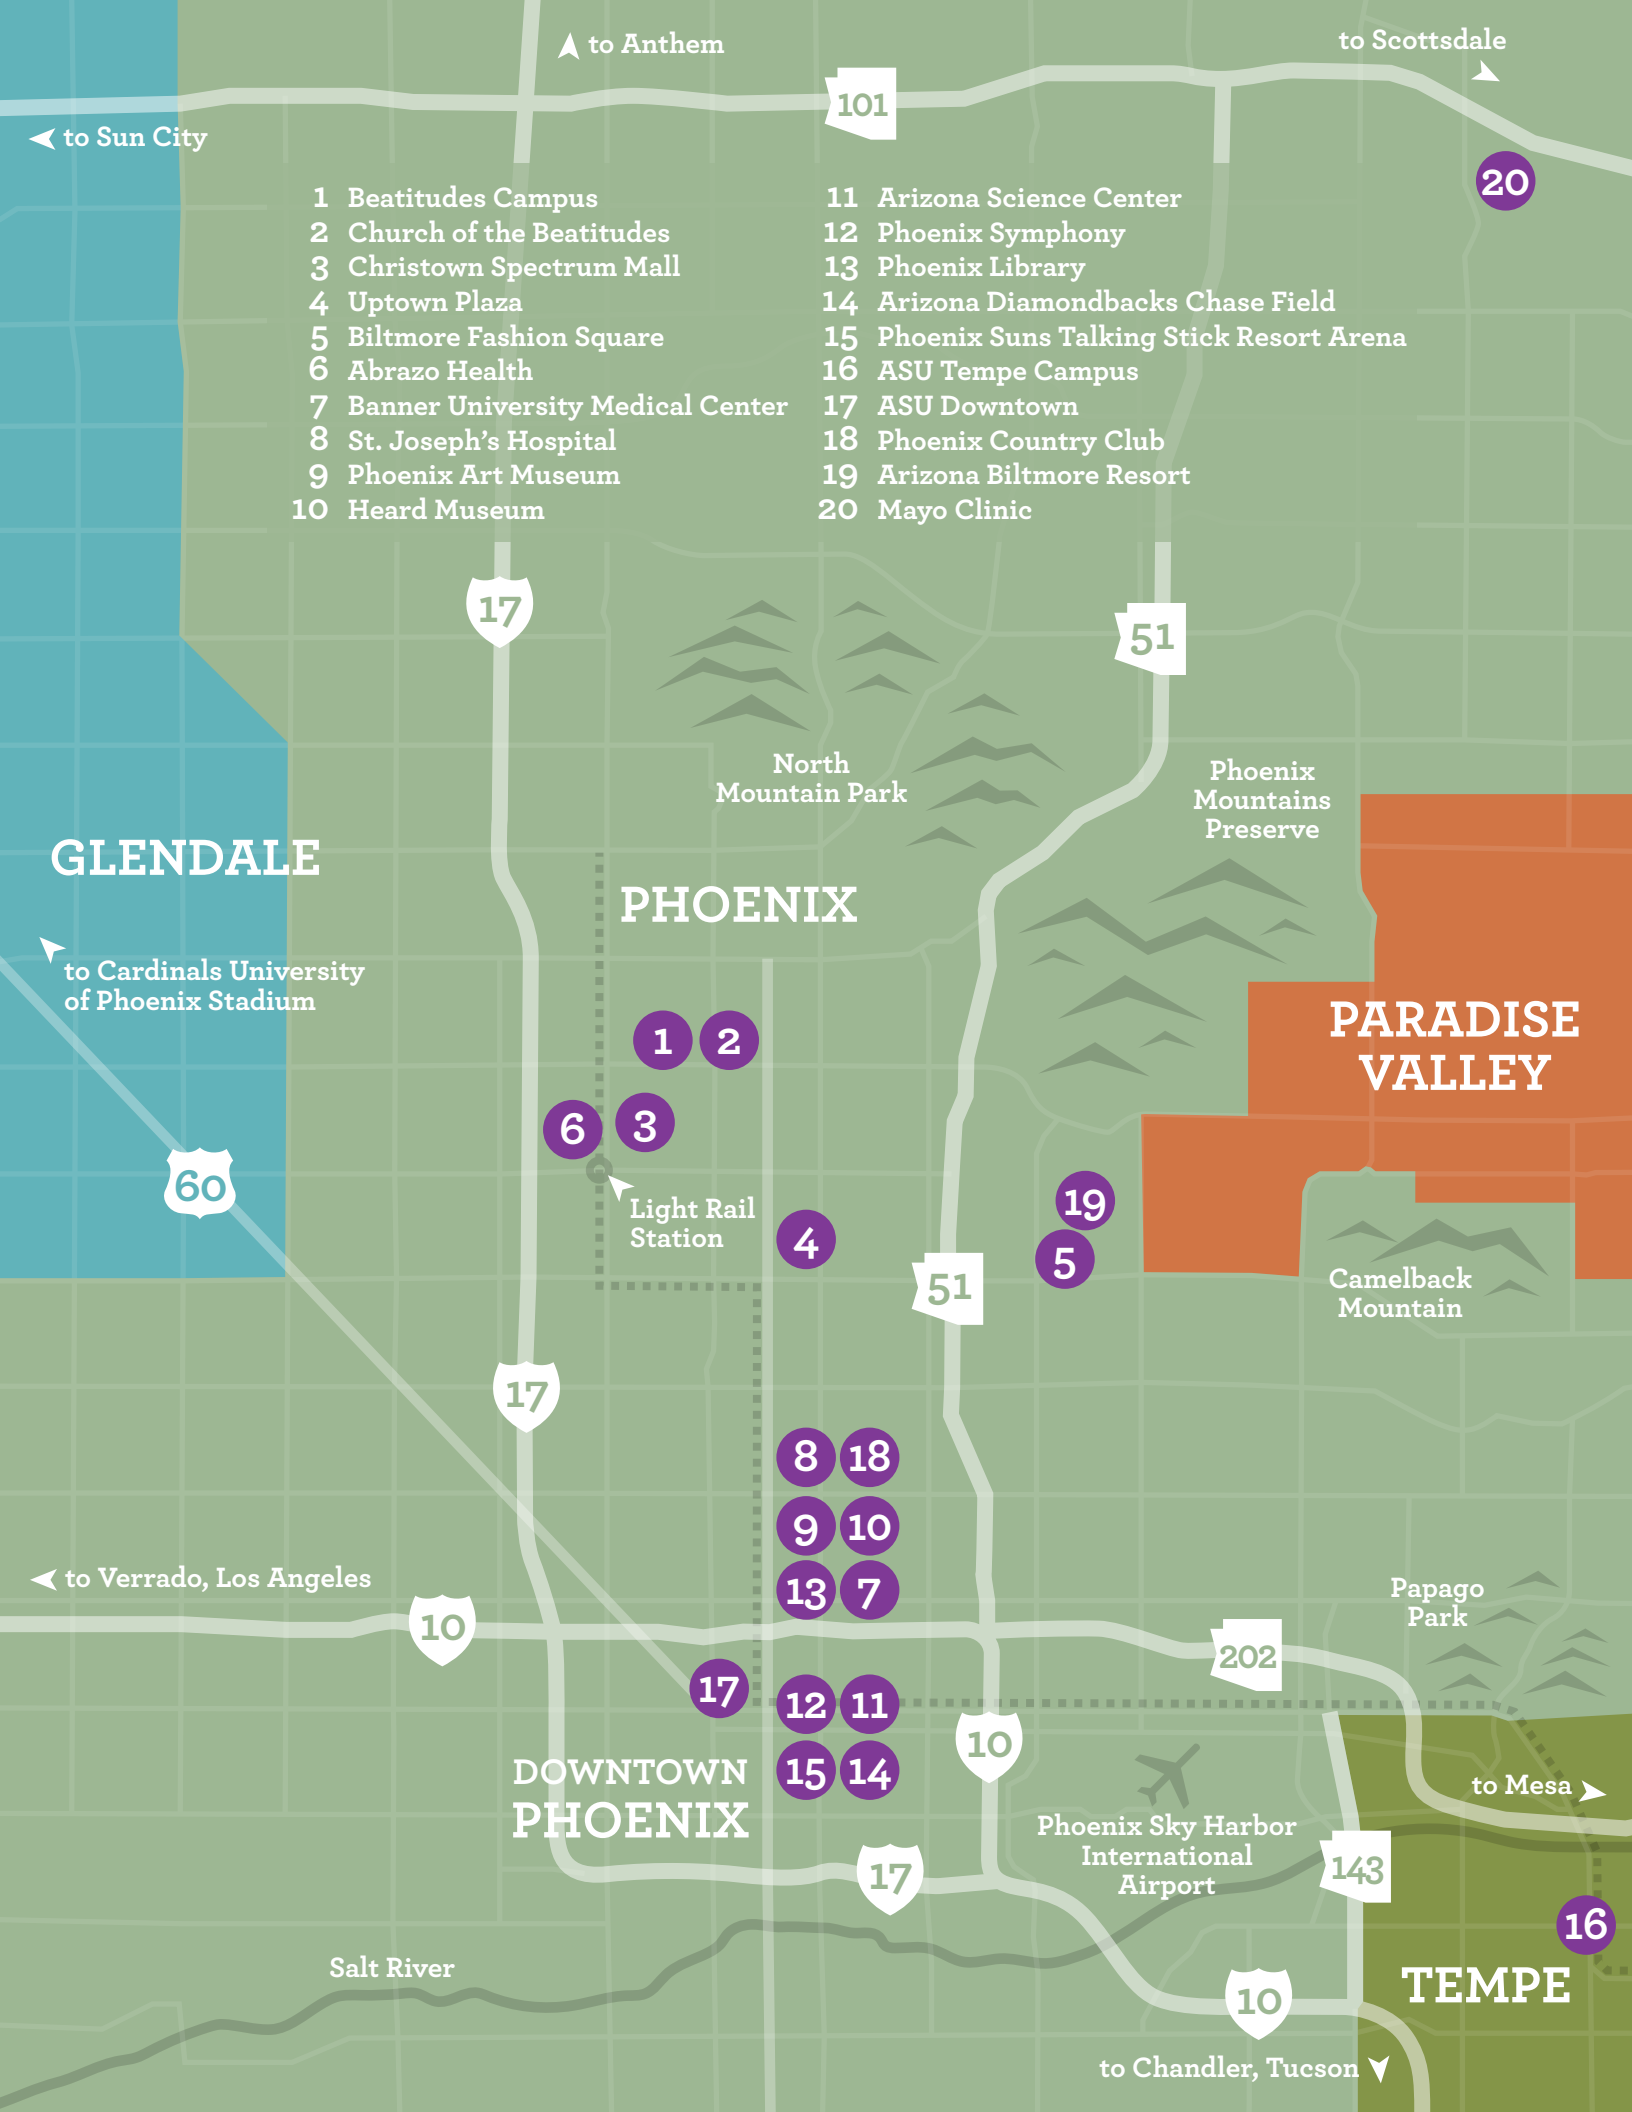 to Anthem
to Scottsdale
101
to Sun City
20
1 Beatitudes Campus
2 Church of the Beatitudes
3 Christown Spectrum Mall
4 Uptown Plaza
5 Biltmore Fashion Square
6 Abrazo Health
7 Banner University Medical Center
8 St. Joseph's Hospital
9 Phoenix Art Museum
10 Heard Museum
11 Arizona Science Center
12 Phoenix Symphony
13 Phoenix Library
14 Arizona Diamondbacks Chase Field
15 Phoenix Suns Talking Stick Resort Arena
16 ASU Tempe Campus
17 ASU Downtown
18 Phoenix Country Club
19 Arizona Biltmore Resort
20 Mayo Clinic
17
51
North
Mountain Park
Phoenix
Mountains
Preserve
GLENDALE
PHOENIX
to Cardinals University
of Phoenix Stadium
PARADISE
VALLEY
1 2
6 3
60
Light Rail
Station
19
4
5
51
Camelback
Mountain
17
8 18
9 10
13 7
to Verrado, Los Angeles
10
Papago
Park
202
17
12 11
10
15 14
DOWNTOWN
PHOENIX
to Mesa
Phoenix Sky Harbor
International
Airport
17
143
16
Salt River
TEMPE
10
to Chandler, Tucson